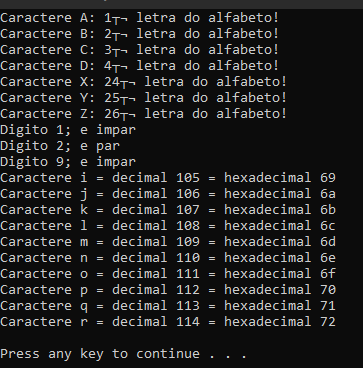 Caractere A: 1┬¬ letra do alfabeto!
Caractere B: 2┬¬ letra do alfabeto!
Caractere C: 3┬¬ letra do alfabeto!
Caractere D: 4┬¬ letra do alfabeto!
Caractere X: 24┬¬ letra do alfabeto!
Caractere Y: 25┬¬ letra do alfabeto!
Caractere Z: 26┬¬ letra do alfabeto!
Digito 1; e impar
Digito 2; e par
Digito 9; e impar
Caractere i = decimal 105 = hexadecimal 69
Caractere j = decimal 106 = hexadecimal 6a
Caractere k = decimal 107 = hexadecimal 6b
Caractere l = decimal 108 = hexadecimal 6c
Caractere m = decimal 109 = hexadecimal 6d
Caractere n = decimal 110 = hexadecimal 6e
Caractere o = decimal 111 = hexadecimal 6f
Caractere p = decimal 112 = hexadecimal 70
Caractere q = decimal 113 = hexadecimal 71
Caractere r = decimal 114 = hexadecimal 72
Press any key to continue . . .